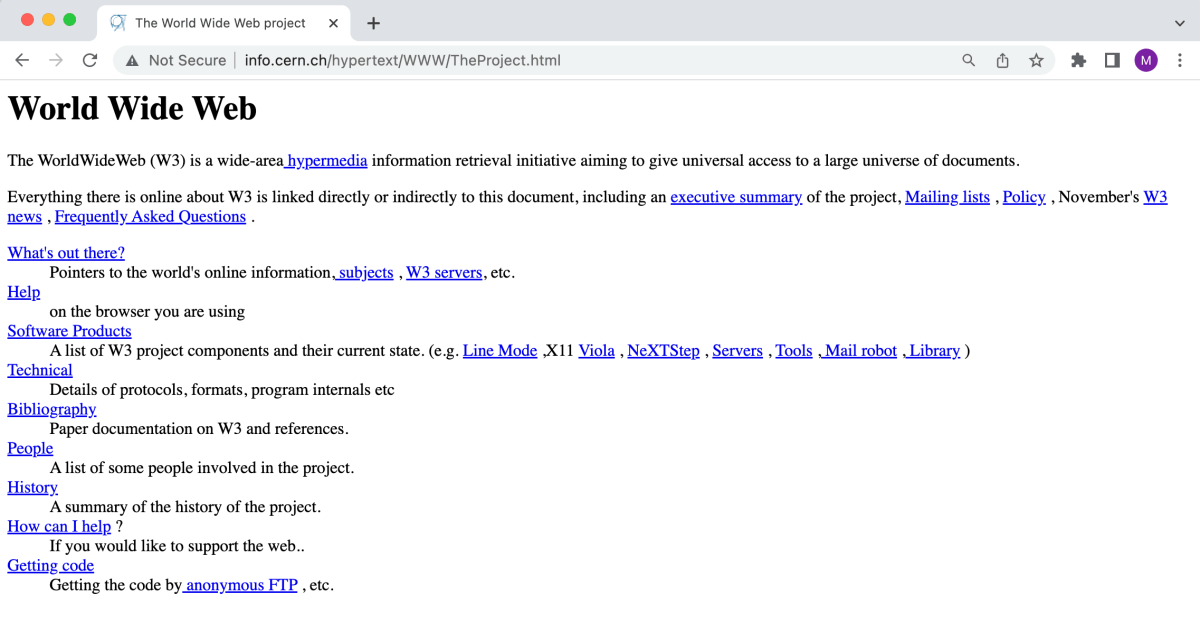 The World Wide Web project
Not Secure | info.cern.ch/hypertext/WWW/TheProject.html
M
World Wide Web
The WorldWideWeb (W3) is a wide-area hypermedia information retrieval initiative aiming to give universal access to a large universe of documents.
Everything there is online about W3 is linked directly or indirectly to this document, including an executive summary of the project, Mailing lists , Policy , November's W3
news , Frequently Asked Questions .
What's out there?
Pointers to the world's online information, subjects , W3 servers, etc.
Help
on the browser you are using
Software Products
A list of W3 project components and their current state. (e.g. Line Mode ,X11 Viola , NeXTStep , Servers , Tools , Mail robot , Library )
Technical
Details of protocols, formats, program internals etc
Bibliography
Paper documentation on W3 and references.
People
A list of some people involved in the project.
History
A summary of the history of the project.
How can I help ?
If you would like to support the web..
Getting code
Getting the code by anonymous FTP , etc.